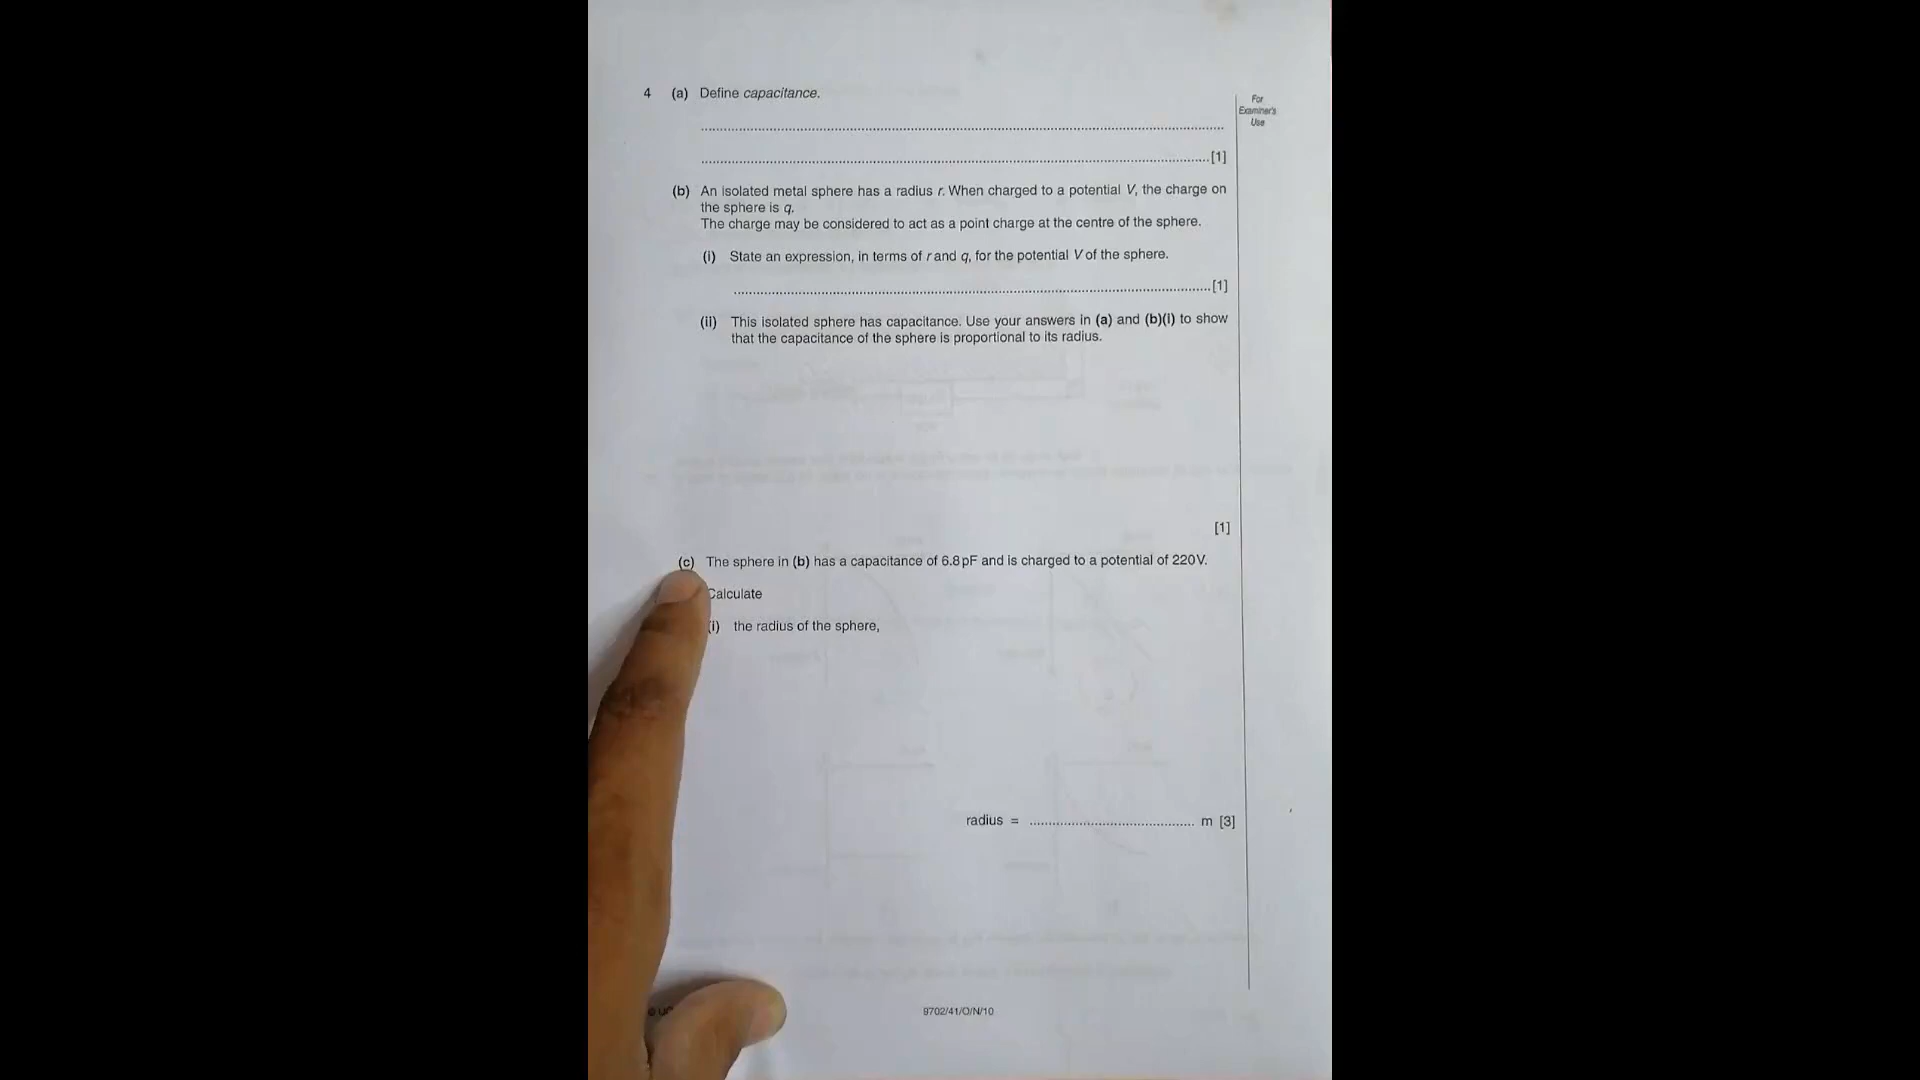 4 (a) Define capacitance.
For
Examiner's
Use
[1]
(b) An isolated metal sphere has a radius r. When charged to a potential V, the charge on
the sphere is q.
The charge may be considered to act as a point charge at the centre of the sphere.
(i) State an expression, in terms of r and q, for the potential V of the sphere.
[1]
(ii) This isolated sphere has capacitance. Use your answers in (a) and (b)(i) to show
that the capacitance of the sphere is proportional to its radius.
[1]
(c) The sphere in (b) has a capacitance of 6.8 pF and is charged to a potential of 220 V.
Calculate
(i) the radius of the sphere,
radius = ........................................ m [3]
9702/41/O/N/10